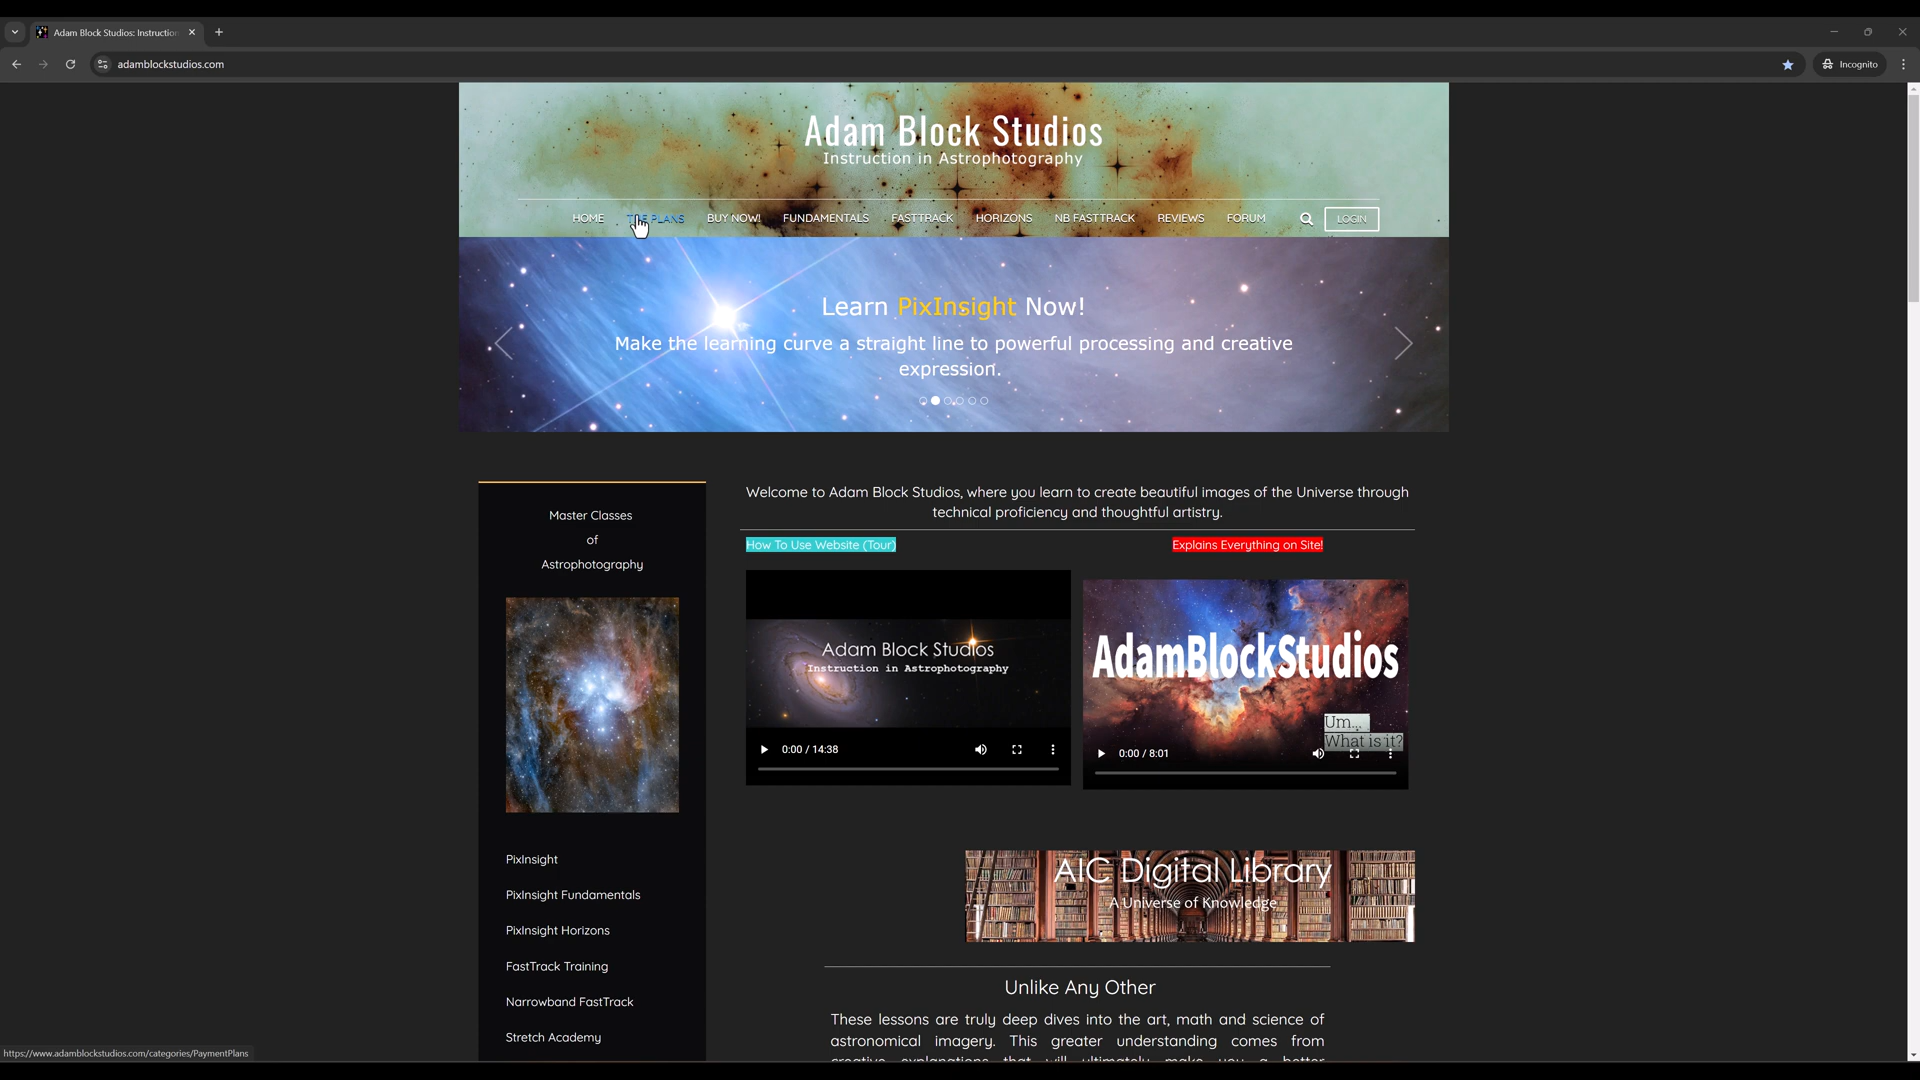 Adam Block Studios: Instruction
adamblockstudios.com
Incognito
Adam Block Studios
Instruction in Astrophotography
HOME THE PLANS BUY NOW! FUNDAMENTALS FASTTRACK HORIZONS NB FASTTRACK REVIEWS FORUM LOGIN
Learn PixInsight Now!
Make the learning curve a straight line to powerful processing and creative
expression.
Master Classes
of
Astrophotography
PixInsight
PixInsight Fundamentals
PixInsight Horizons
FastTrack Training
Narrowband FastTrack
Stretch Academy
Welcome to Adam Block Studios, where you learn to create beautiful images of the Universe through
technical proficiency and thoughtful artistry.
How To Use Website (Tour)
Explains Everything on Site!
Adam Block Studios
Instruction in Astrophotography
0:00 / 14:38
AdamBlockStudios
Um...
What is it?
0:00 / 8:01
AIC Digital Library
A Universe of Knowledge
Unlike Any Other
These lessons are truly deep dives into the art, math and science of
astronomical imagery. This greater understanding comes from
creative explanations that will ultimately make you a better
https://www.adamblockstudios.com/categories/PaymentPlans